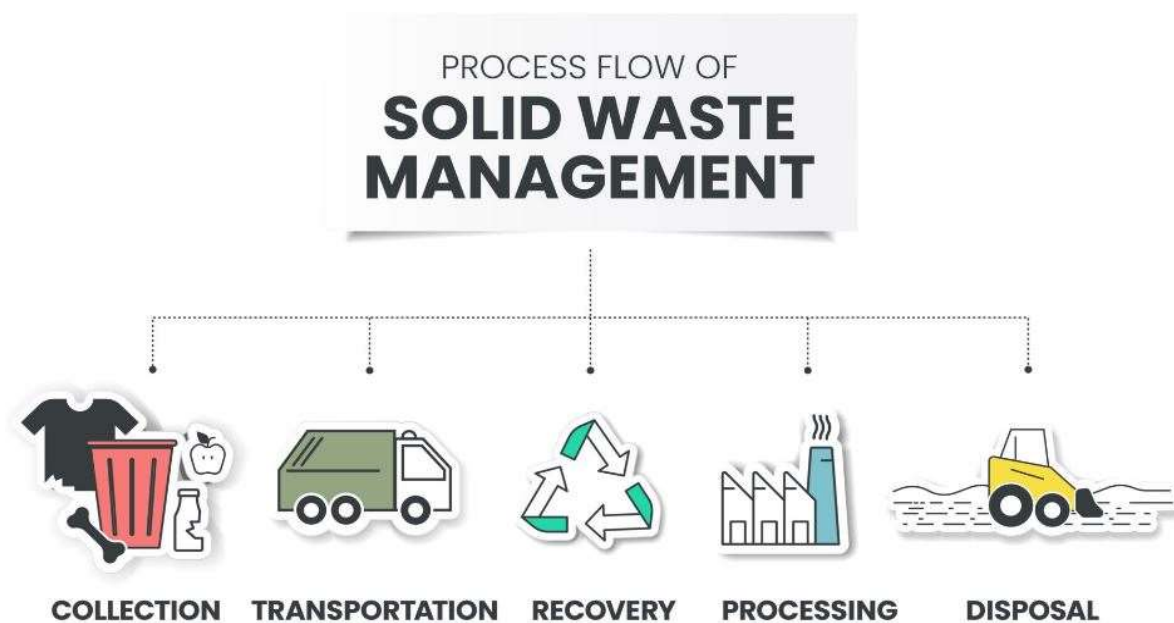 PROCESS FLOW OF
SOLID WASTE
MANAGEMENT
COLLECTION
TRANSPORTATION
RECOVERY
PROCESSING
DISPOSAL